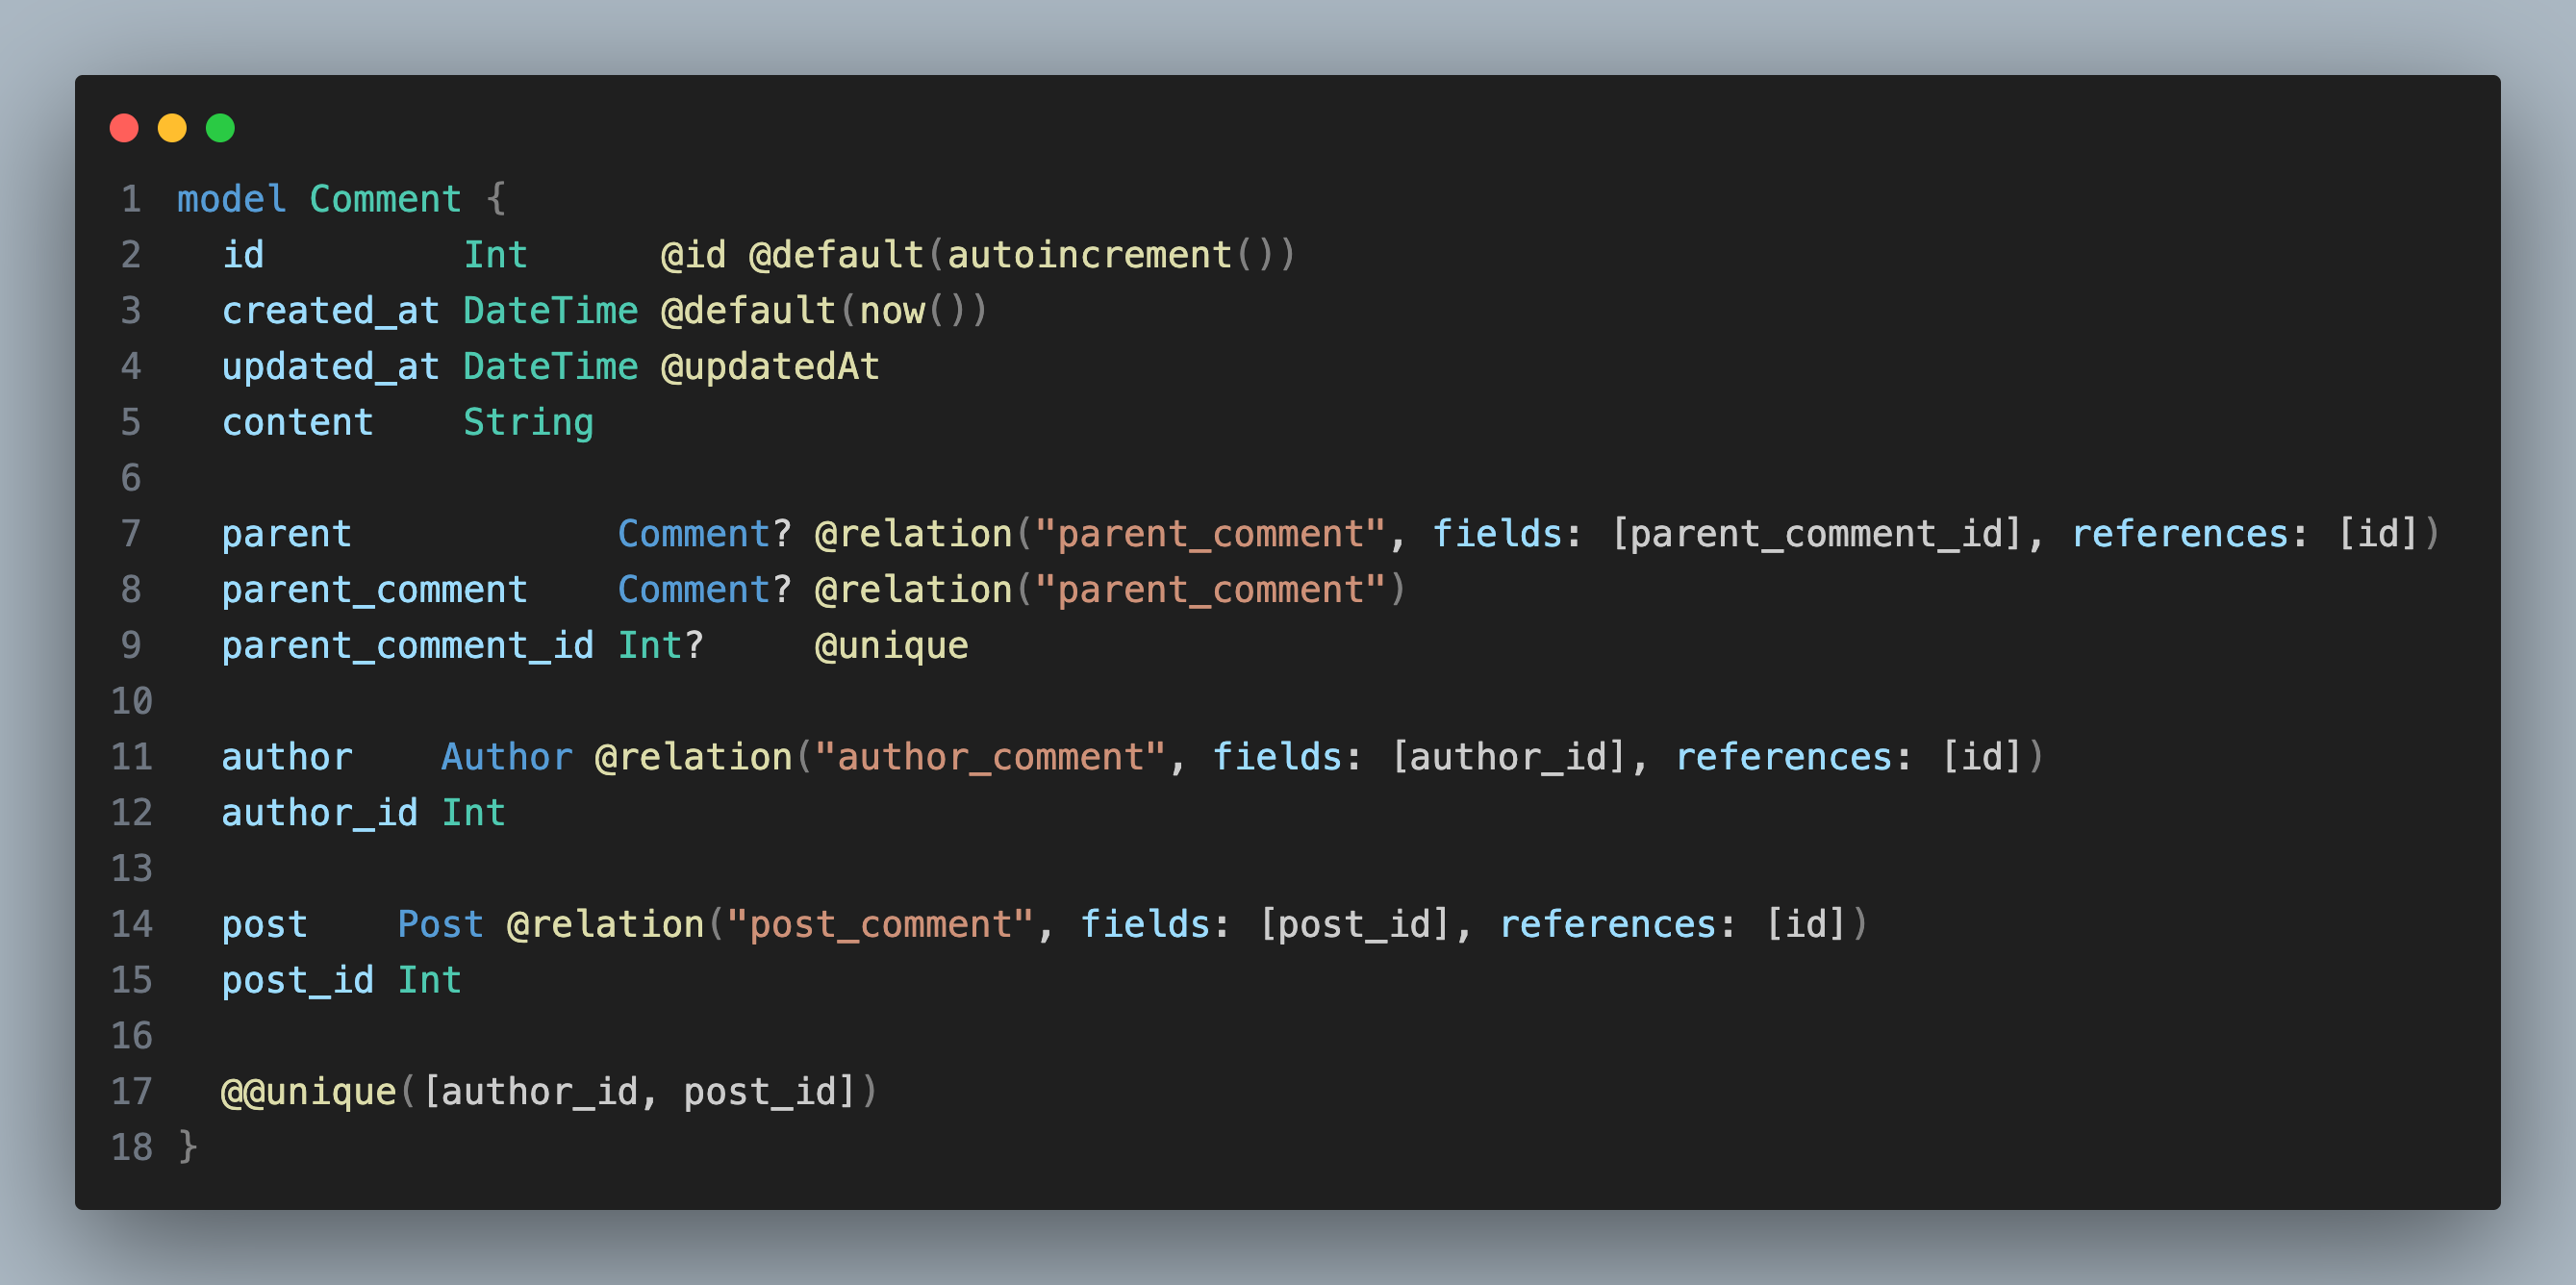 1 model Comment {
2   id         Int      @id @default(autoincrement())
3   created_at DateTime @default(now())
4   updated_at DateTime @updatedAt
5   content    String
6
7   parent            Comment? @relation("parent_comment", fields: [parent_comment_id], references: [id])
8   parent_comment    Comment? @relation("parent_comment")
9   parent_comment_id Int?     @unique
10
11   author    Author @relation("author_comment", fields: [author_id], references: [id])
12   author_id Int
13
14   post    Post @relation("post_comment", fields: [post_id], references: [id])
15   post_id Int
16
17   @@unique([author_id, post_id])
18 }